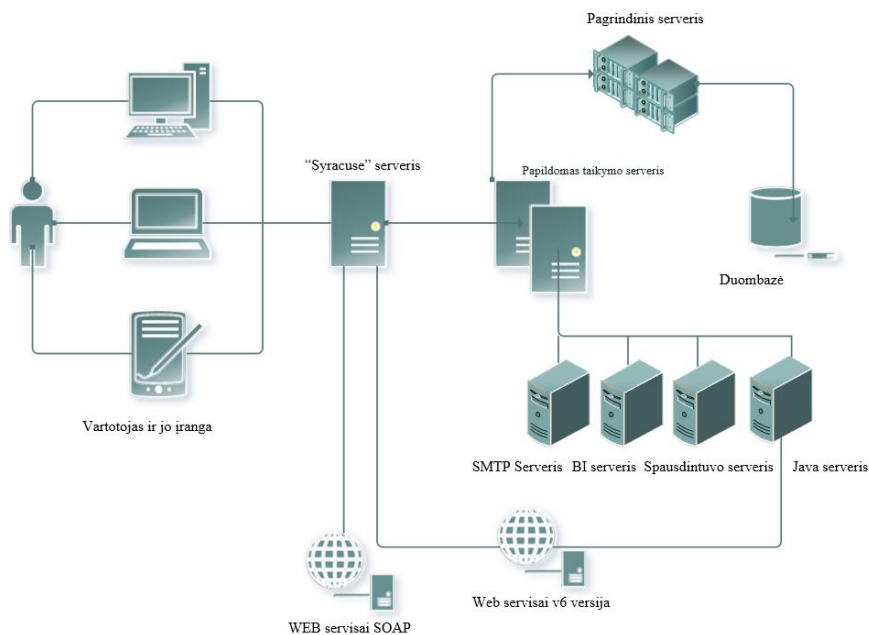 Pagrindinis serveris
“Syracuse” serveris
Papildomas taikymo serveris
Duombazė
Vartotojas ir jo įranga
SMTP Serveris
BI serveris
Spausdintuvo serveris
Java serveris
Web servisai v6 versija
WEB servisai SOAP